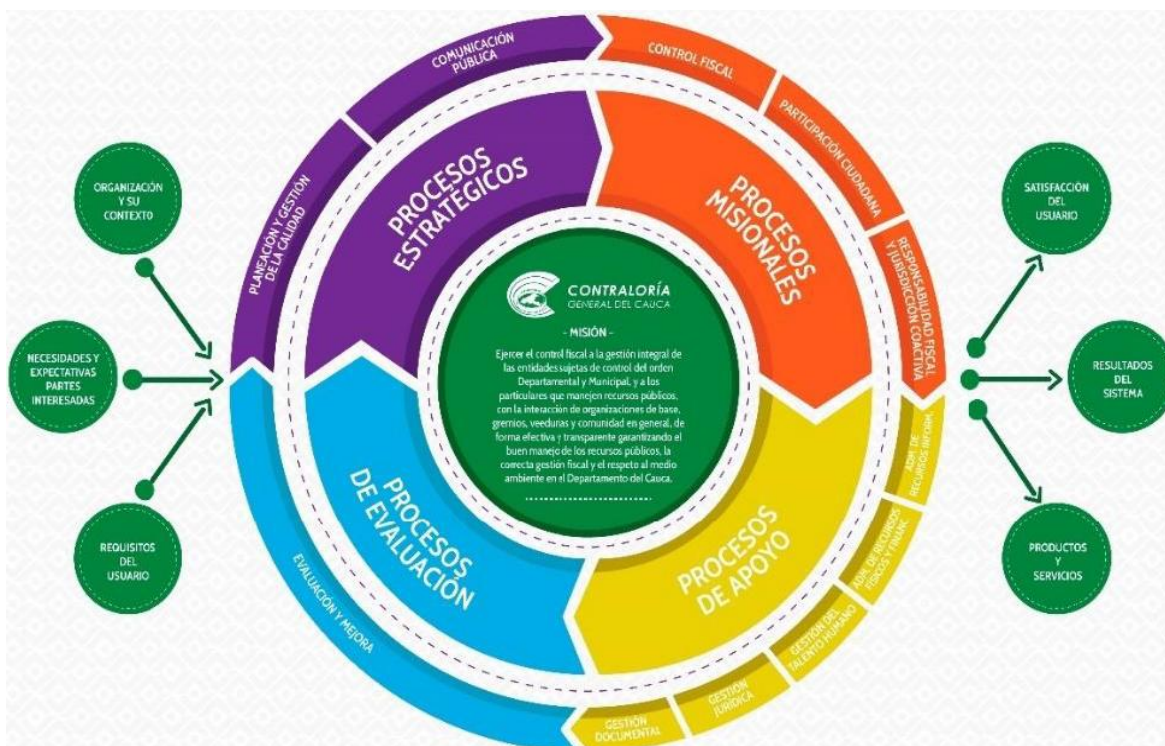 ORGANIZACIÓN
Y SU
CONTEXTO
NECESIDADES Y
EXPECTATIVAS PARTES
INTERESADAS
REQUISITOS
DEL
USUARIO
PLANEACIÓN Y GESTIÓN
DE LA CALIDAD
COMUNICACIÓN
PÚBLICA
PROCESOS
ESTRATÉGICOS
CONTROL FISCAL
PARTICIPACIÓN CIUDADANA
RESPONSABILIDAD FISCAL
Y JURISDICCIÓN COACTIVA
PROCESOS
MISIONALES
CONTRALORÍA
GENERAL DEL CAUCA
- MISIÓN -
Ejercer el control fiscal a la gestión integral de
las entidades sujetas de control del orden
Departamental y Municipal, y a los
particulares que manejen recursos públicos,
con la interacción de organizaciones de base,
gremios, veedurias y comunidad en general, de
forma efectiva y transparente garantizando el
buen manejo de los recursos públicos, la
correcta gestión fiscal y el respeto al medio
ambiente en el Departamento del Cauca.
PROCESOS
DE APOYO
ADM. DE
RECURSOS INFORM.
ADM. DE RECURSOS
FÍSICOS Y FINANC.
GESTIÓN DEL
TALENTO HUMANO
GESTIÓN
JURÍDICA
GESTIÓN
DOCUMENTAL
PROCESOS
DE EVALUACIÓN
EVALUACIÓN Y MEJORA
SATISFACCIÓN
DEL
USUARIO
RESULTADOS
DEL
SISTEMA
PRODUCTOS
Y
SERVICIOS